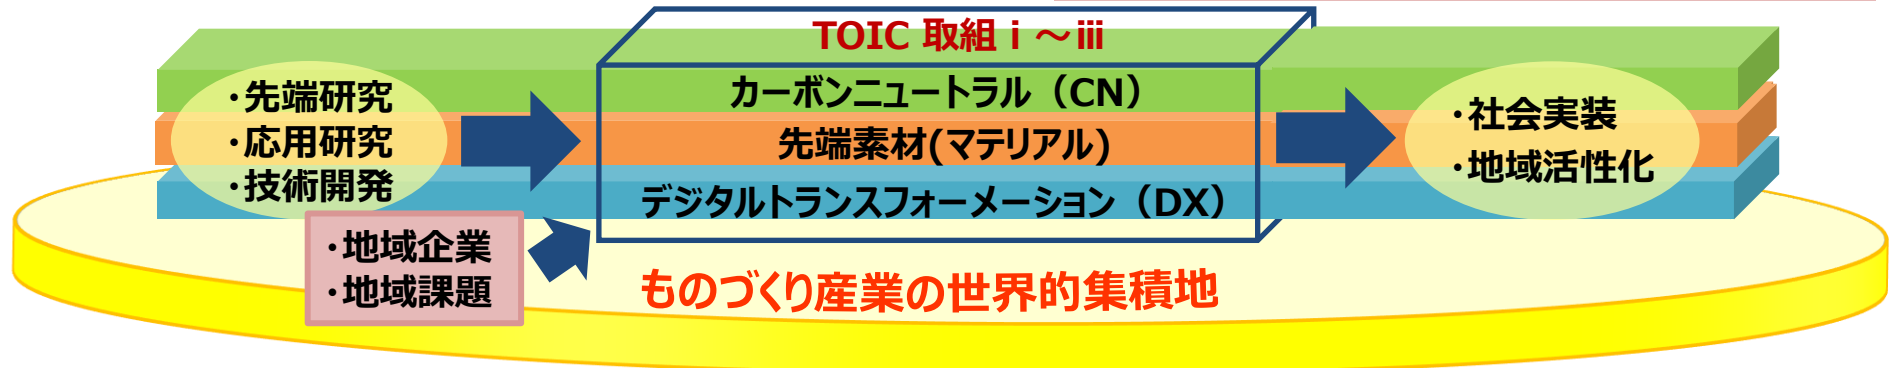 TOIC 取組ⅰ～ⅲ
・先端研究
・応用研究
・技術開発
カーボンニュートラル（CN）
先端素材(マテリアル)
デジタルトランスフォーメーション（DX）
・社会実装
・地域活性化
・地域企業
・地域課題
ものづくり産業の世界的集積地